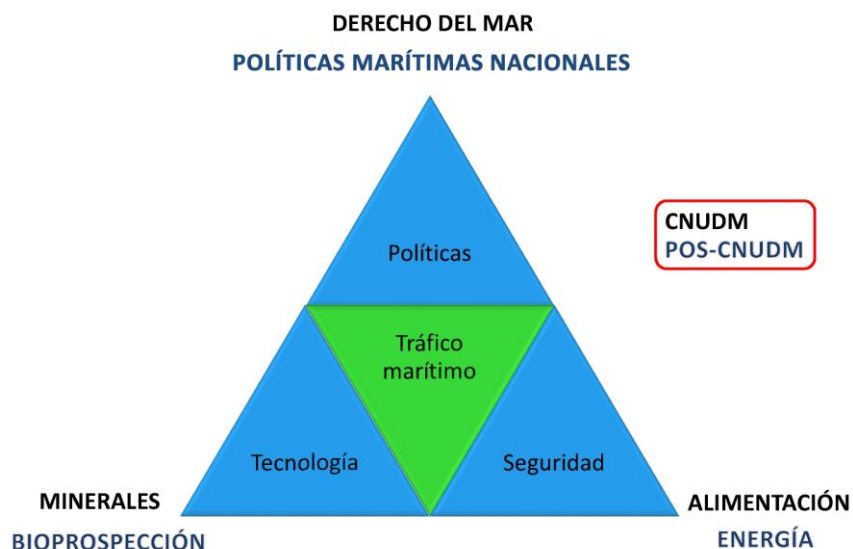 DERECHO DEL MAR
POLÍTICAS MARÍTIMAS NACIONALES
CNUDM
POS-CNUDM
Políticas
Tráfico
marítimo
Tecnología
Seguridad
MINERALES
BIOPROSPECCIÓN
ALIMENTACIÓN
ENERGÍA